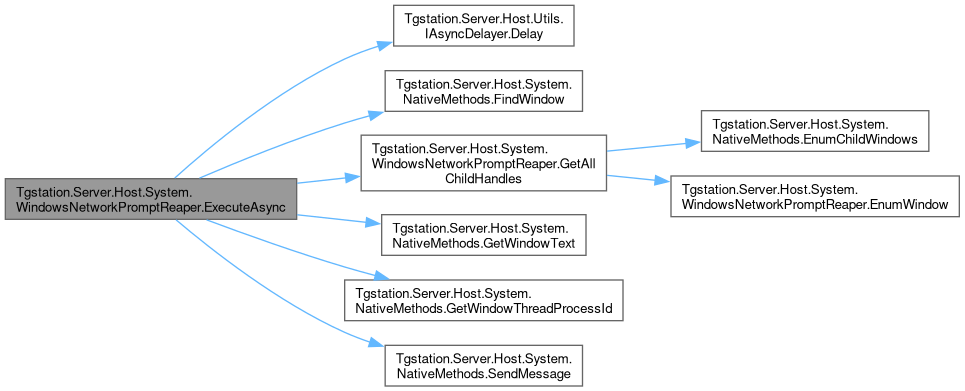 Tgstation.Server.Host.Utils.
IAsyncDelayer.Delay
Tgstation.Server.Host.System.
NativeMethods.FindWindow
Tgstation.Server.Host.System.
NativeMethods.EnumChildWindows
Tgstation.Server.Host.System.
WindowsNetworkPromptReaper.GetAll
ChildHandles
Tgstation.Server.Host.System.
WindowsNetworkPromptReaper.ExecuteAsync
Tgstation.Server.Host.System.
WindowsNetworkPromptReaper.EnumWindow
Tgstation.Server.Host.System.
NativeMethods.GetWindowText
Tgstation.Server.Host.System.
NativeMethods.GetWindowThreadProcessId
Tgstation.Server.Host.System.
NativeMethods.SendMessage